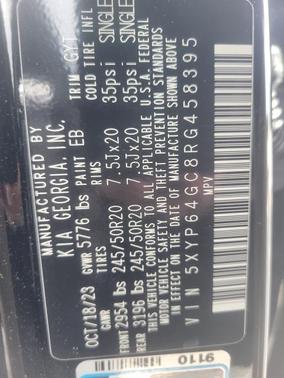 MANUFACTURED BY
KIA GEORGIA, INC.
OCT/18/23 GVWR 5776 lbs PAINT EB TRIM GYT
GAWR TIRES RIMS COLD TIRE INFL
FRONT 2954 lbs 245/50R20 7.5Jx20 35psi SINGLE
REAR 3196 lbs 245/50R20 7.5Jx20 35psi SINGLE
THIS VEHICLE CONFORMS TO ALL APPLICABLE U.S.A. FEDERAL
MOTOR VEHICLE SAFETY AND THEFT PREVENTION STANDARDS
IN EFFECT ON THE DATE OF MANUFACTURE SHOWN ABOVE
VIN 5XYP64GC8RG458395
MPV
9110